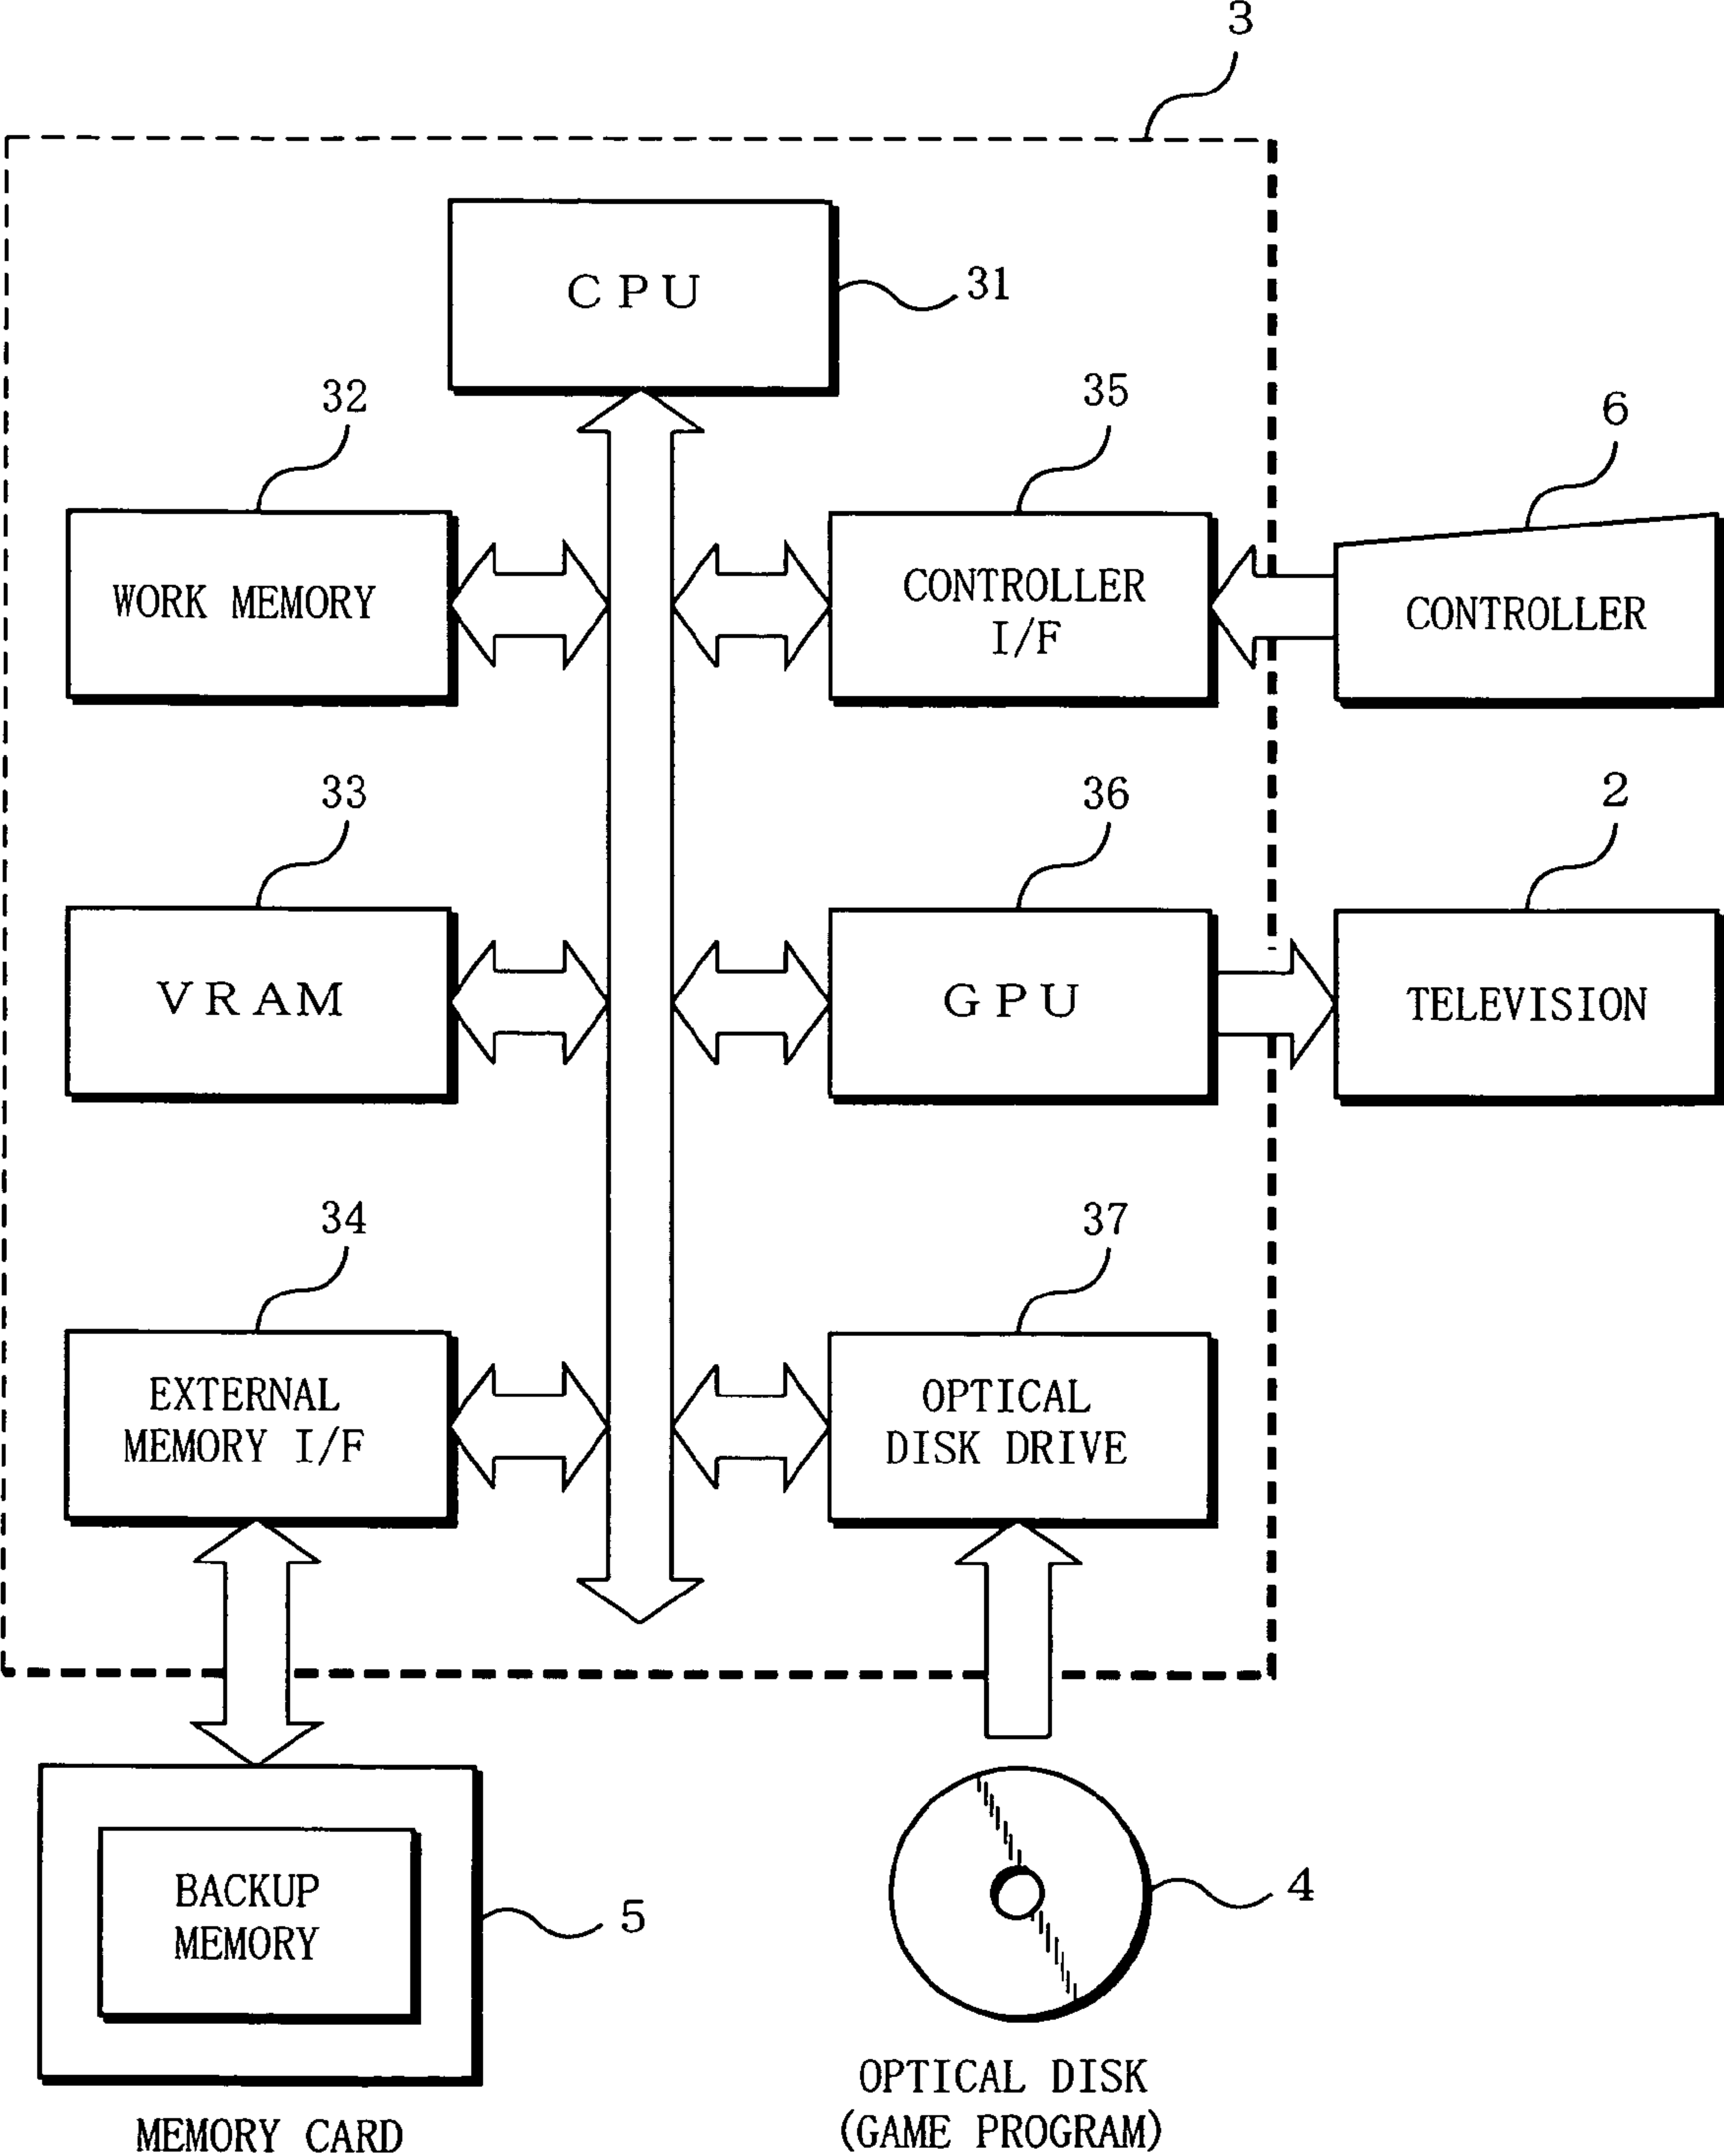 3
CPU
31
32
35
6
WORK MEMORY
CONTROLLER
I/F
CONTROLLER
33
36
2
VRAM
GPU
TELEVISION
34
37
EXTERNAL
MEMORY I/F
OPTICAL
DISK DRIVE
BACKUP
MEMORY
5
4
MEMORY CARD
OPTICAL DISK
(GAME PROGRAM)